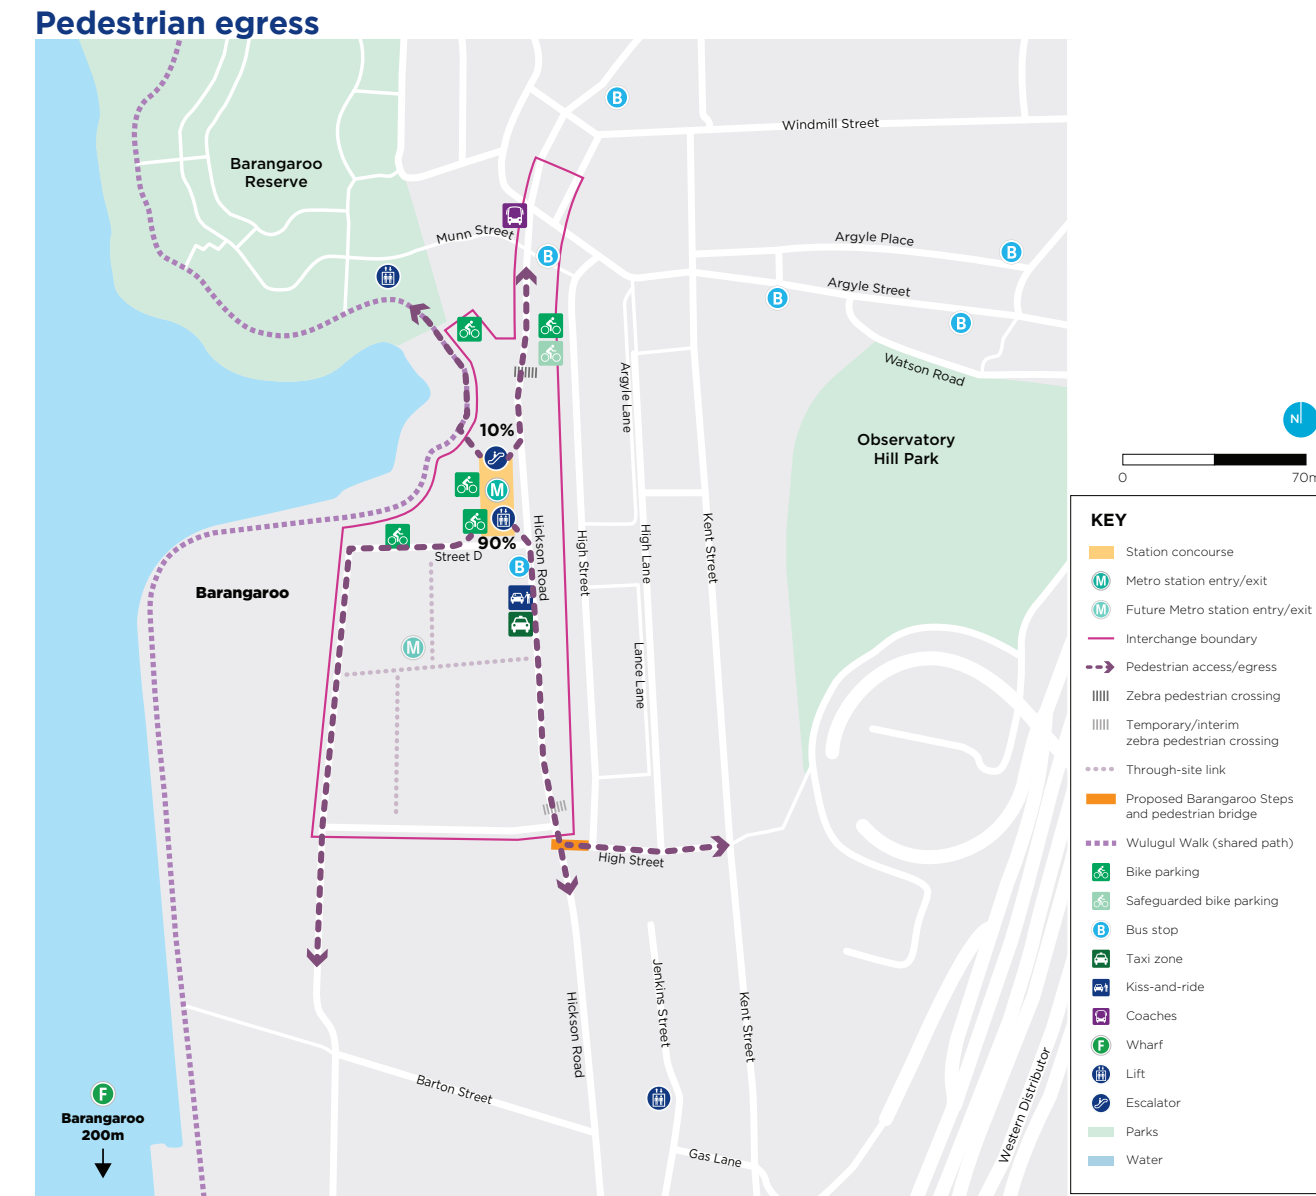 Pedestrian egress
B
Windmill Street
Barangaroo
Reserve
Munn Street
B
Argyle Place
B
Argyle Street
B
B
Watson Road
Argyle Lane
10%
Observatory
Hill Park
M
90%
Street D
Hickson Road
High Street
High Lane
Kent Street
B
Barangaroo
M
Lance Lane
High Street
Hickson Road
Jenkins Street
Kent Street
Western Distributor
Barton Street
Gas Lane
F
Barangaroo
200m
N
0
70m
KEY
Station concourse
M Metro station entry/exit
M Future Metro station entry/exit
Interchange boundary
Pedestrian access/egress
Zebra pedestrian crossing
Temporary/interim
zebra pedestrian crossing
Through-site link
Proposed Barangaroo Steps
and pedestrian bridge
Wulugul Walk (shared path)
Bike parking
Safeguarded bike parking
B Bus stop
Taxi zone
Kiss-and-ride
Coaches
F Wharf
Lift
Escalator
Parks
Water